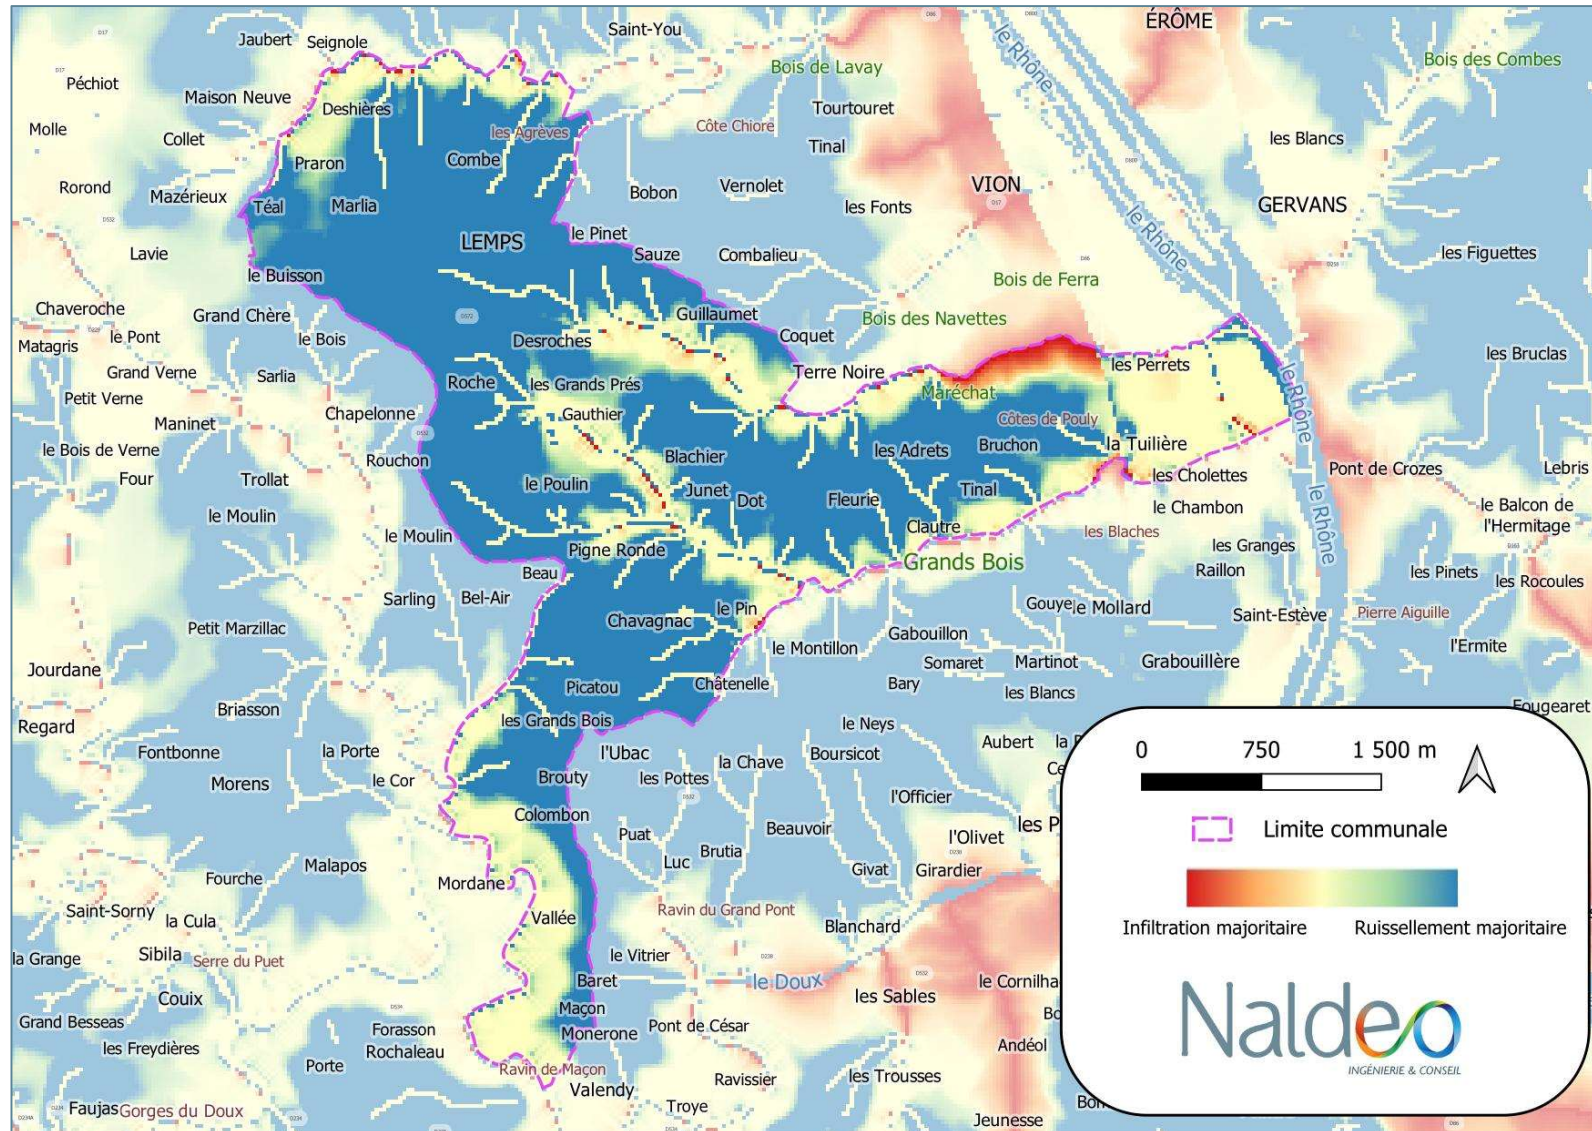 ÉRÔME
Saint-You
Jaubert
Seignole
le Rhône
Bois de Lavay
Bois des Combes
Péchiot
Maison Neuve
Deshières
Tourtouret
Molle
Collet
les Agrèves
Côte Chiore
les Blancs
Praron
Combe
Tinal
Rorond
Mazérieux
Téal
Marlia
Bobon
Vernolet
VION
GERVANS
les Fonts
LEMPS
le Pinet
le Rhône
Lavie
Sauze
Combalieu
les Figuettes
le Buisson
Bois de Ferra
Chaveroche
Grand Chère
Guillaumet
Bois des Navettes
Matagris
le Pont
le Bois
Desroches
Coquet
les Bruclas
Grand Verne
Sarlia
Roche
les Grands Prés
Terre Noire
les Perrets
le Rhône
Petit Verne
Maninet
Chapelonne
Gauthier
Maréchat
Côtes de Pouly
le Bois de Verne
Rouchon
Blachier
les Adrets
Bruchon
la Tuilière
Four
Trollat
le Poulin
Junet
Dot
Fleurie
Tinal
les Cholettes
Pont de Crozes
Lebris
le Moulin
le Moulin
Clautre
le Chambon
le Balcon de
l'Hermitage
Pigne Ronde
les Blaches
le Rhône
Beau
Grands Bois
les Granges
Raillon
les Pinets
les Rocoules
Sarling
Bel-Air
Chavagnac
le Pin
Gouye
le Mollard
Saint-Estève
Pierre Aiguille
Petit Marzillac
le Montillon
Gabouillon
l'Ermite
Jourdane
Somaret
Martinot
Grabouillère
Picatou
Châtenelle
Bary
les Blancs
Briasson
Fougearet
Regard
les Grands Bois
le Neys
Fontbonne
la Porte
l'Ubac
la Chave
Boursicot
Aubert
Morens
le Cor
Brouty
les Pottes
l'Officier
Colombon
Puat
Beauvoir
l'Olivet
les P
Luc
Brutia
Malapos
Fourche
Mordane
Givat
Girardier
Saint-Sorny
la Cula
Vallée
Ravin du Grand Pont
Blanchard
la Grange
Sibila
Serre du Puet
le Vitrier
Couix
Baret
le Doux
les Sables
le Cornilha
Grand Besseas
Maçon
Forasson
Monerone
Pont de César
les Freydières
Rochaleau
Andéol
Porte
Ravin de Maçon
Valendy
Ravissier
les Trousses
Faujas
Gorges du Doux
Troye
Jeunesse
0 750 1 500 m
Limite communale
Infiltration majoritaire
Ruissellement majoritaire
Naldeo
INGÉNIERIE & CONSEIL